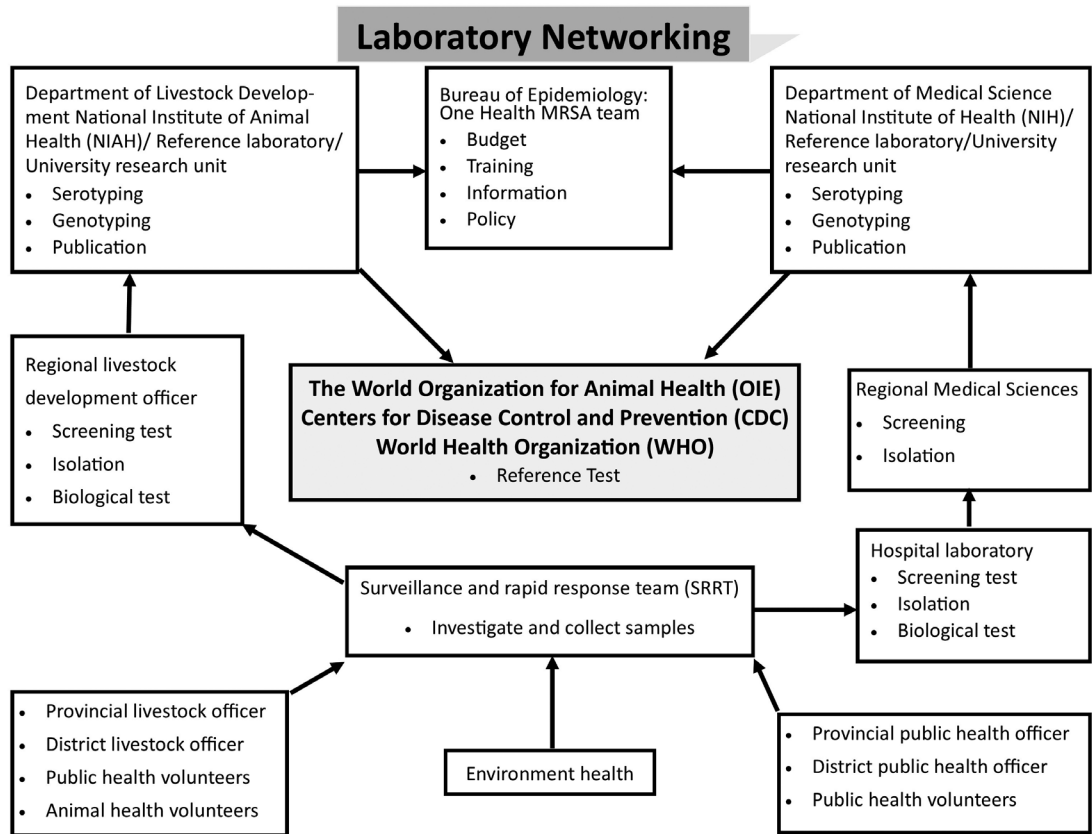 Laboratory Networking
Department of Livestock Develop-
ment National Institute of Animal
Health (NIAH)/ Reference laboratory/
University research unit
• Serotyping
• Genotyping
• Publication
Bureau of Epidemiology:
One Health MRSA team
• Budget
• Training
• Information
• Policy
Department of Medical Science
National Institute of Health (NIH)/
Reference laboratory/University
research unit
• Serotyping
• Genotyping
• Publication
Regional livestock
development officer
• Screening test
• Isolation
• Biological test
The World Organization for Animal Health (OIE)
Centers for Disease Control and Prevention (CDC)
World Health Organization (WHO)
• Reference Test
Regional Medical Sciences
• Screening
• Isolation
Hospital laboratory
• Screening test
• Isolation
• Biological test
Surveillance and rapid response team (SRRT)
• Investigate and collect samples
• Provincial livestock officer
• District livestock officer
• Public health volunteers
• Animal health volunteers
Environment health
• Provincial public health officer
• District public health officer
• Public health volunteers